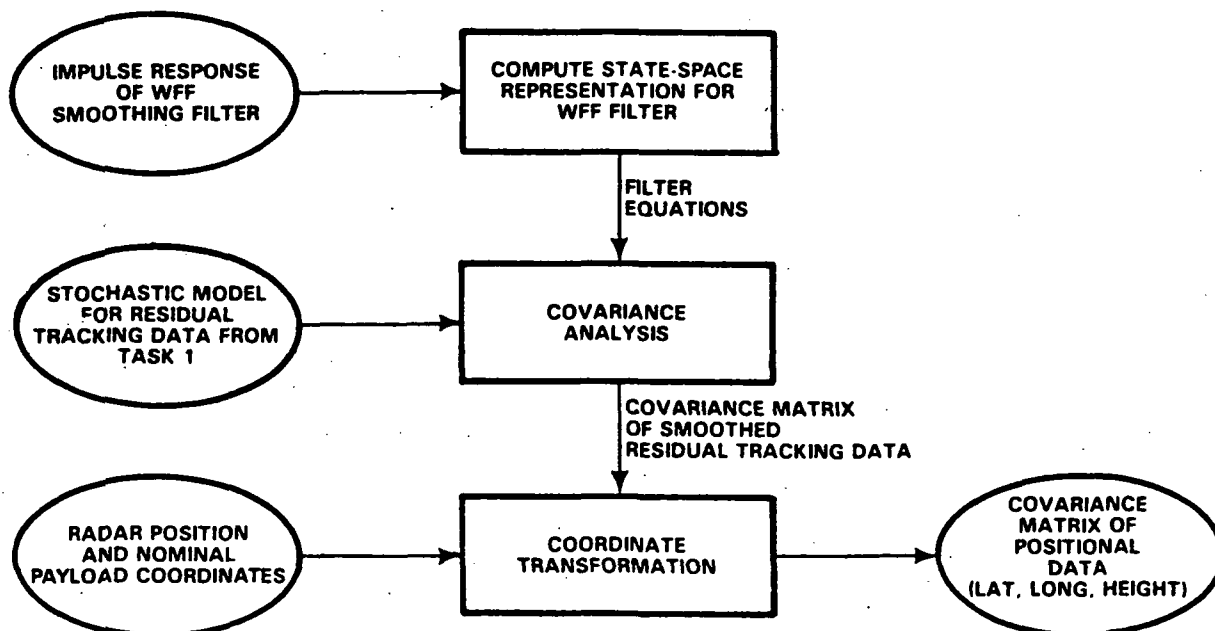 IMPULSE RESPONSE
OF WFF
SMOOTHING FILTER
COMPUTE STATE-SPACE
REPRESENTATION FOR
WFF FILTER
FILTER
EQUATIONS
STOCHASTIC MODEL
FOR RESIDUAL
TRACKING DATA FROM
TASK 1
COVARIANCE
ANALYSIS
COVARIANCE MATRIX
OF SMOOTHED
RESIDUAL TRACKING DATA
RADAR POSITION
AND NOMINAL
PAYLOAD COORDINATES
COORDINATE
TRANSFORMATION
COVARIANCE
MATRIX OF
POSITIONAL
DATA
(LAT, LONG, HEIGHT)